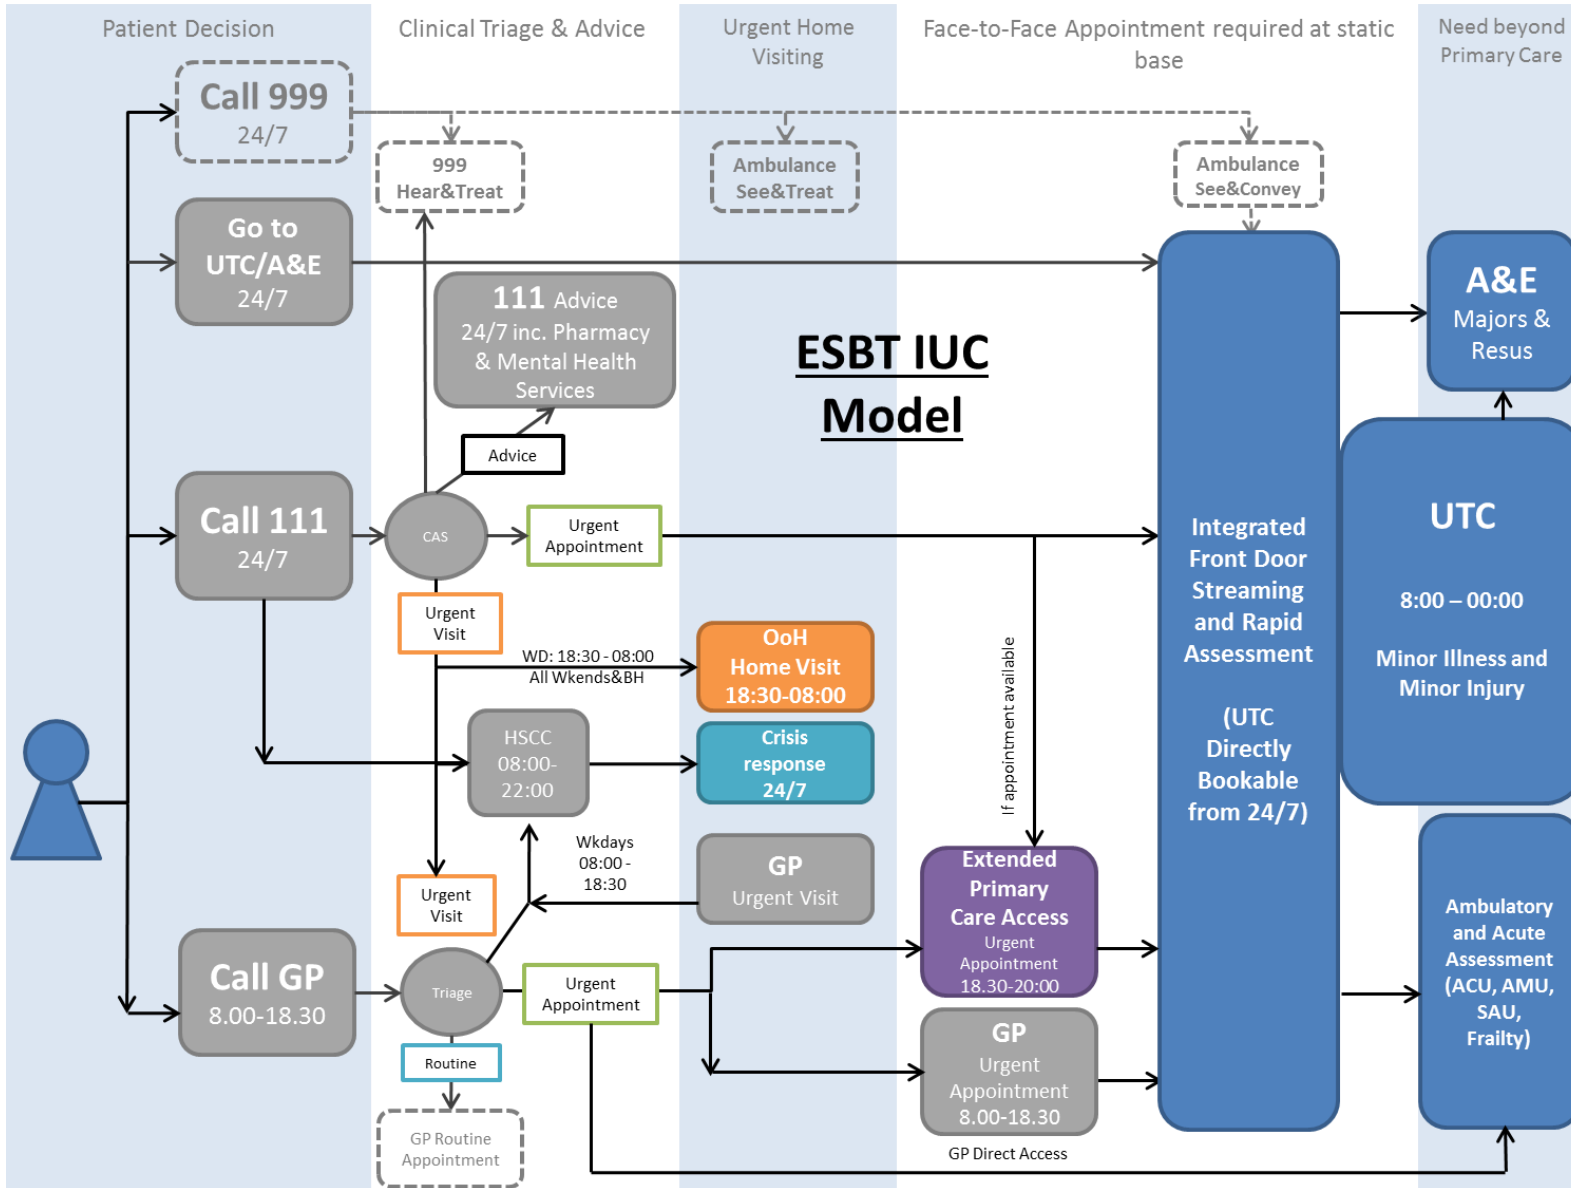 Patient Decision
Clinical Triage & Advice
Urgent Home
Visiting
Face-to-Face Appointment required at static
base
Need beyond
Primary Care
Call 999
24/7
999
Hear&Treat
Ambulance
See&Treat
Ambulance
See&Convey
Go to
UTC/A&E
24/7
111 Advice
24/7 inc. Pharmacy
& Mental Health
Services
ESBT IUC
Model
A&E
Majors &
Resus
Advice
Call 111
24/7
CAS
Urgent
Appointment
Urgent
Visit
WD: 18:30 - 08:00
All Wkends&BH
OoH
Home Visit
18:30-08:00
HSCC
08:00-
22:00
Crisis
response
24/7
If appointment available
Integrated
Front Door
Streaming
and Rapid
Assessment
(UTC
Directly
Bookable
from 24/7)
UTC
8:00 – 00:00
Minor Illness and
Minor Injury
Wkdays
08:00 -
18:30
GP
Urgent Visit
Urgent
Visit
Extended
Primary
Care Access
Urgent
Appointment
18.30-20:00
Ambulatory
and Acute
Assessment
(ACU, AMU,
SAU,
Frailty)
Call GP
8.00-18.30
Triage
Urgent
Appointment
Routine
GP
Urgent
Appointment
8.00-18.30
GP Routine
Appointment
GP Direct Access